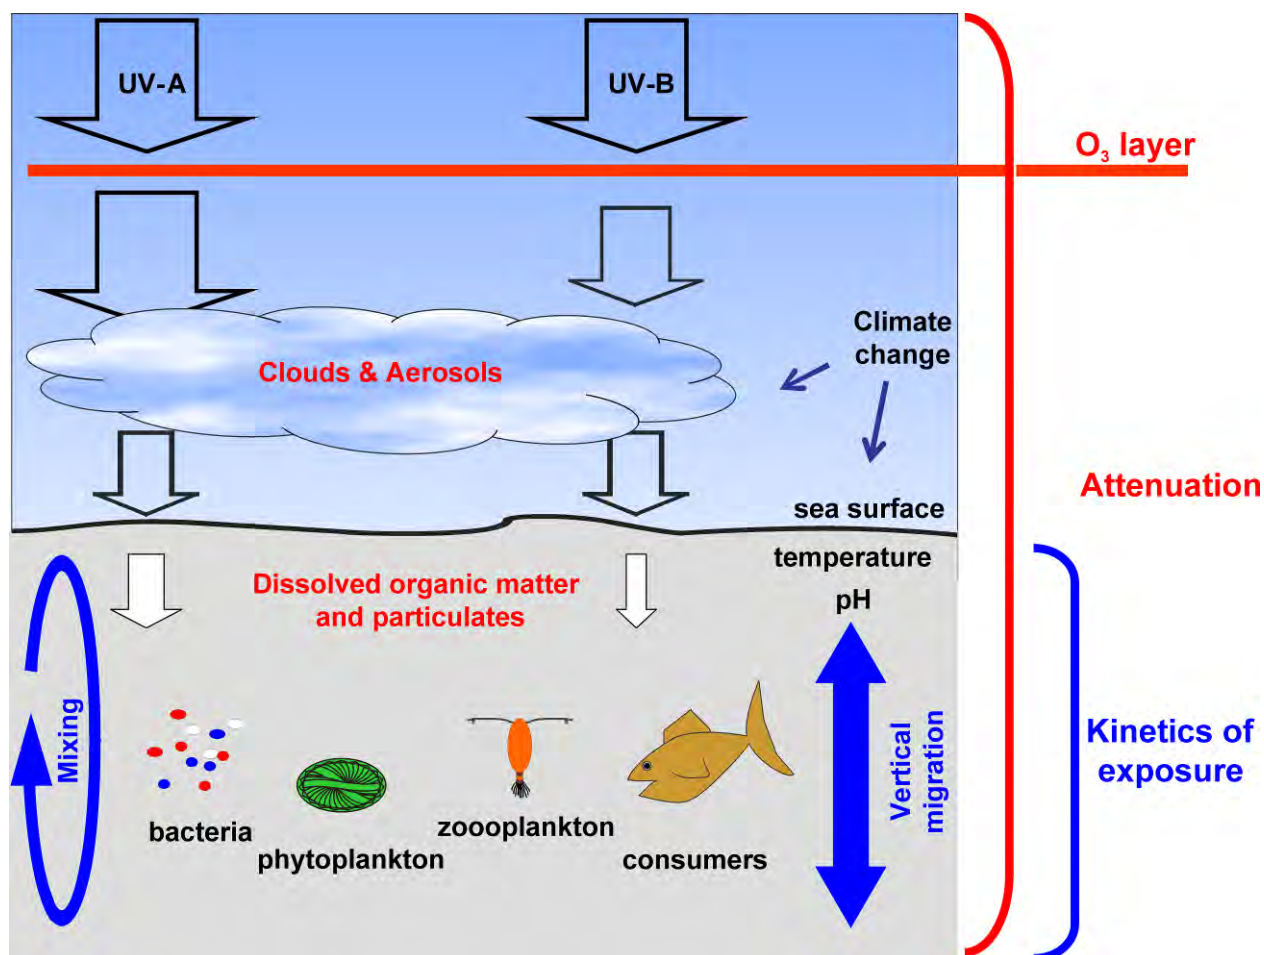 UV-A
UV-B
O₃ layer
Clouds & Aerosols
Climate
change
Attenuation
sea surface
temperature
pH
Dissolved organic matter
and particulates
Mixing
bacteria
phytoplankton
zoooplankton
consumers
Vertical
migration
Kinetics of
exposure